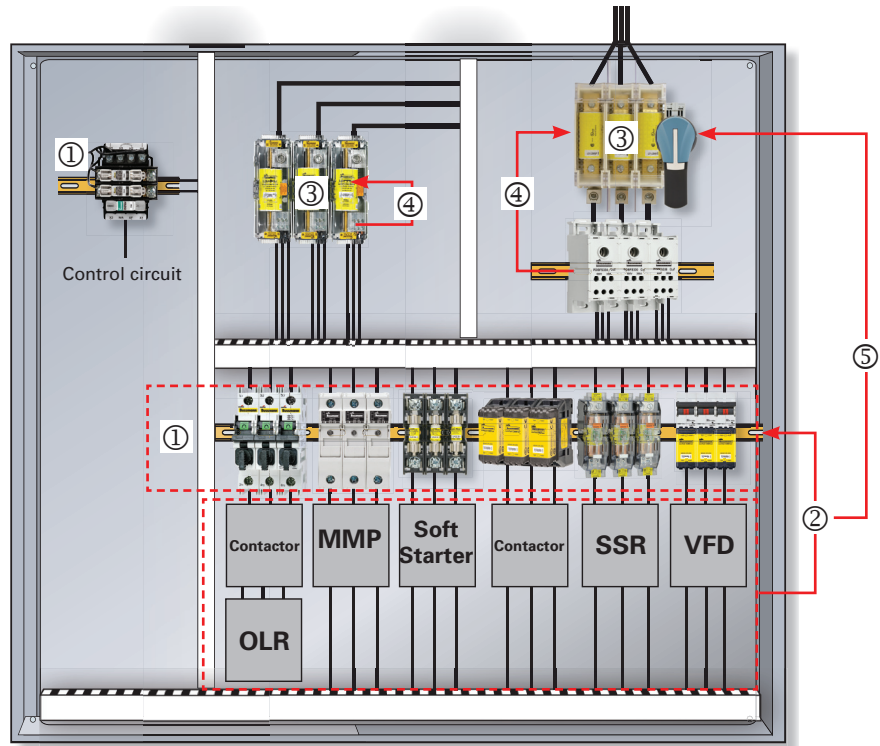 ①
③
③
④
④
Control circuit
⑤
①
②
Contactor
MMP
Soft
Starter
Contactor
SSR
VFD
OLR